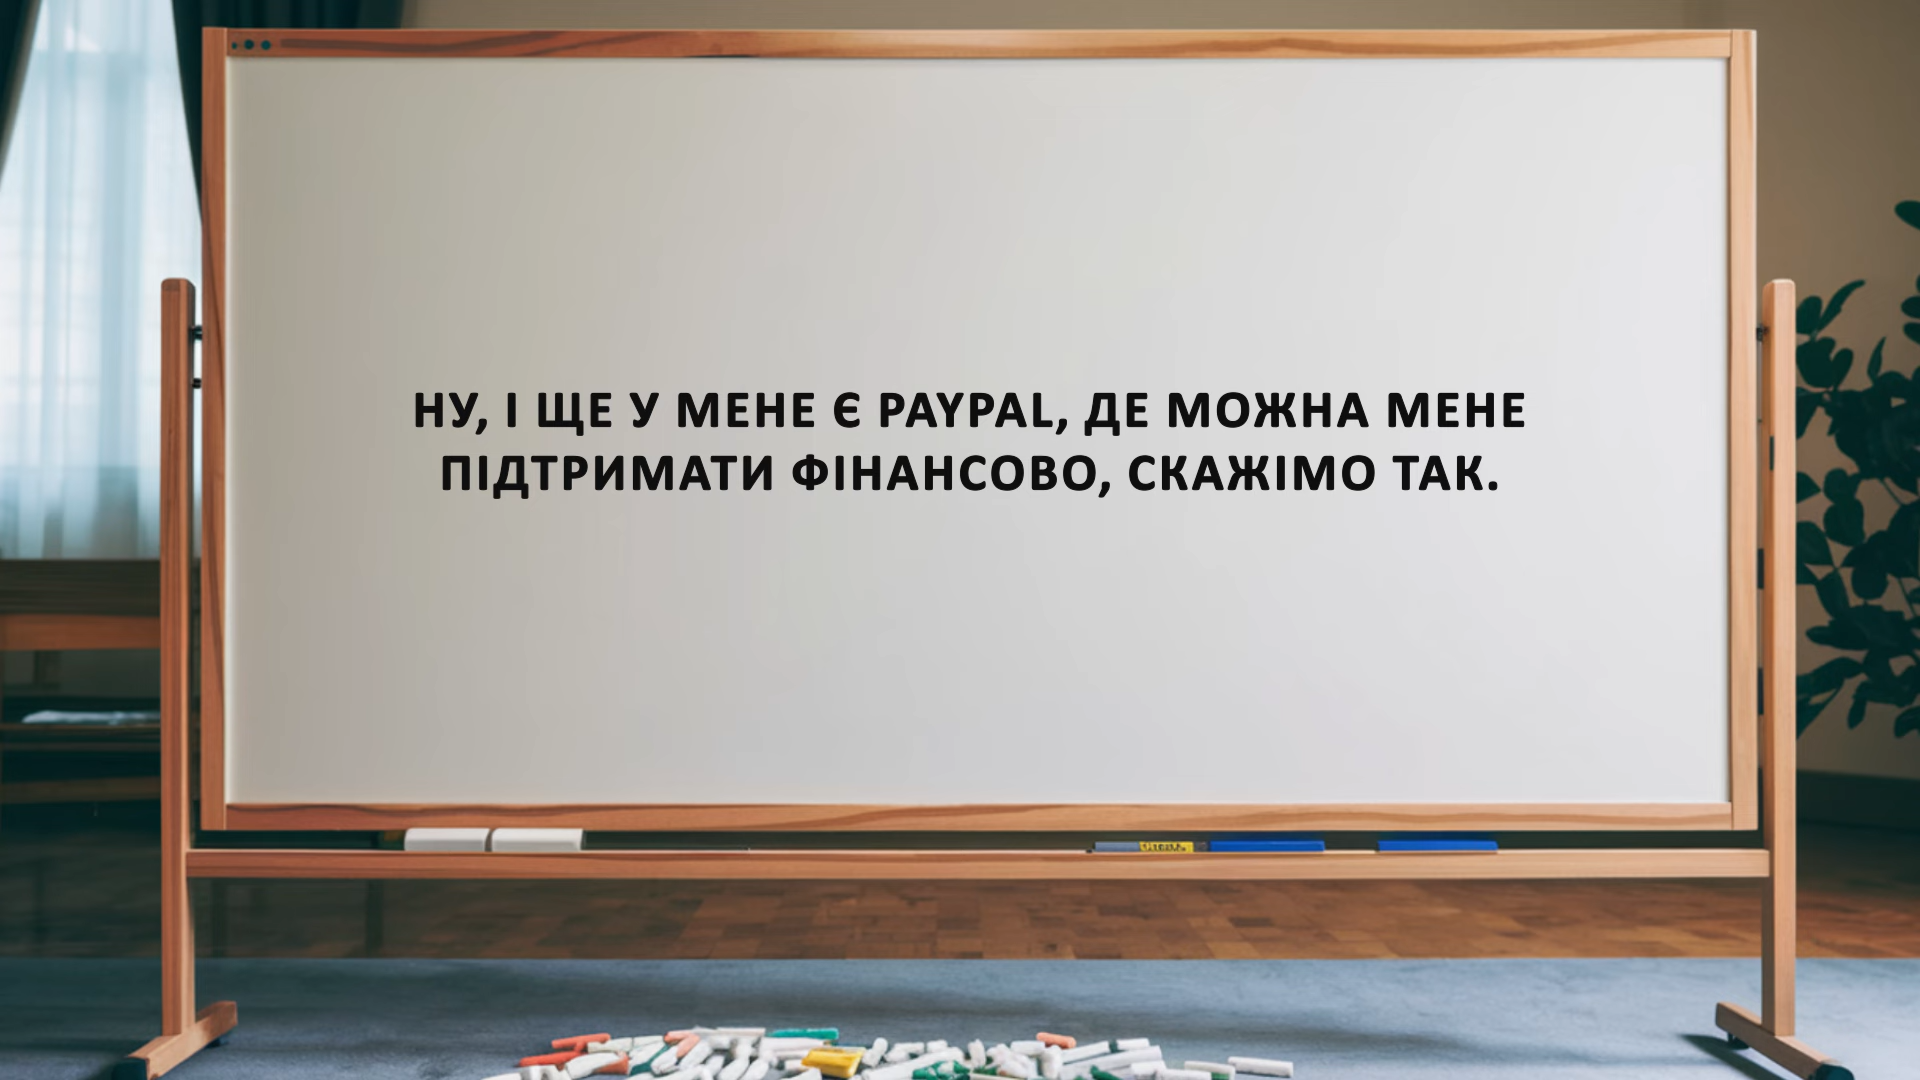 НУ, І ЩЕ У МЕНЕ Є PAYPAL, ДЕ МОЖНА МЕНЕ
ПІДТРИМАТИ ФІНАНСОВО, СКАЖІМО ТАК.